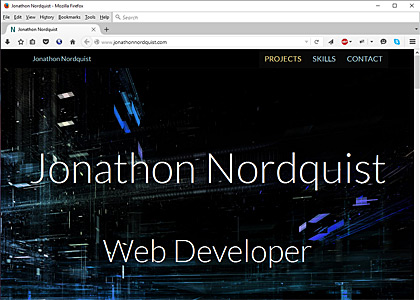 Jonathon Nordquist - Mozilla Firefox
File Edit View History Bookmarks Tools Help Search
Jonathon Nordquist
www.jonathonnordquist.com
Jonathon Nordquist PROJECTS SKILLS CONTACT
Jonathon Nordquist
Web Developer